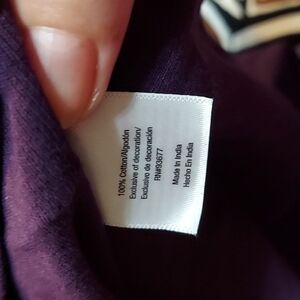 100% Cotton/Algodón
Exclusive of decoration/
Exclusivo de decoración
RN#93677
Made In India
Hecho En India